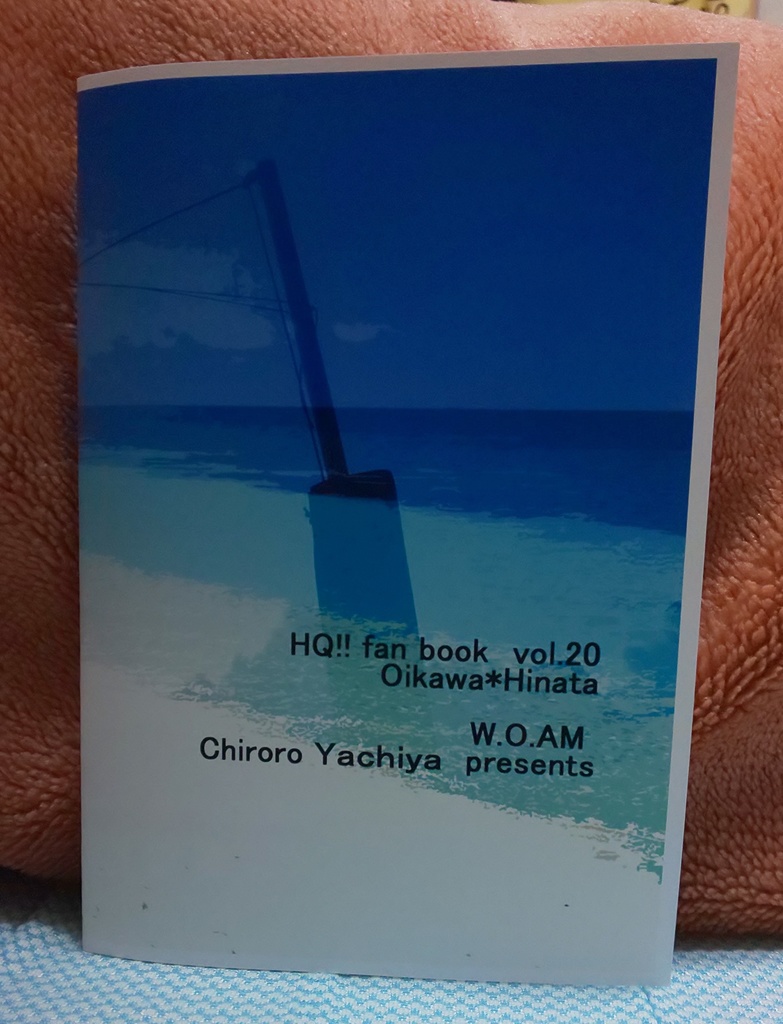 HQ!! fan book vol.20
Oikawa*Hinata
W.O.AM
Chiroro Yachiya presents